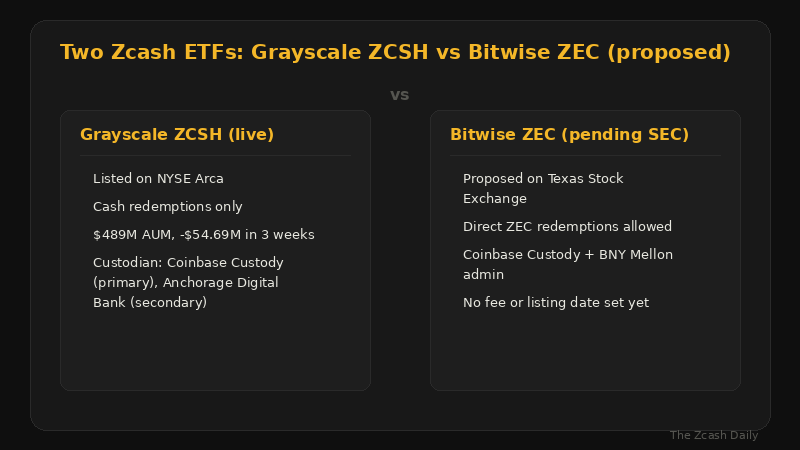 Two Zcash ETFs: Grayscale ZCSH vs Bitwise ZEC (proposed)
vs
Grayscale ZCSH (live)
Listed on NYSE Arca
Cash redemptions only
$489M AUM, -$54.69M in 3 weeks
Custodian: Coinbase Custody
(primary), Anchorage Digital
Bank (secondary)
Bitwise ZEC (pending SEC)
Proposed on Texas Stock
Exchange
Direct ZEC redemptions allowed
Coinbase Custody + BNY Mellon
admin
No fee or listing date set yet
The Zcash Daily